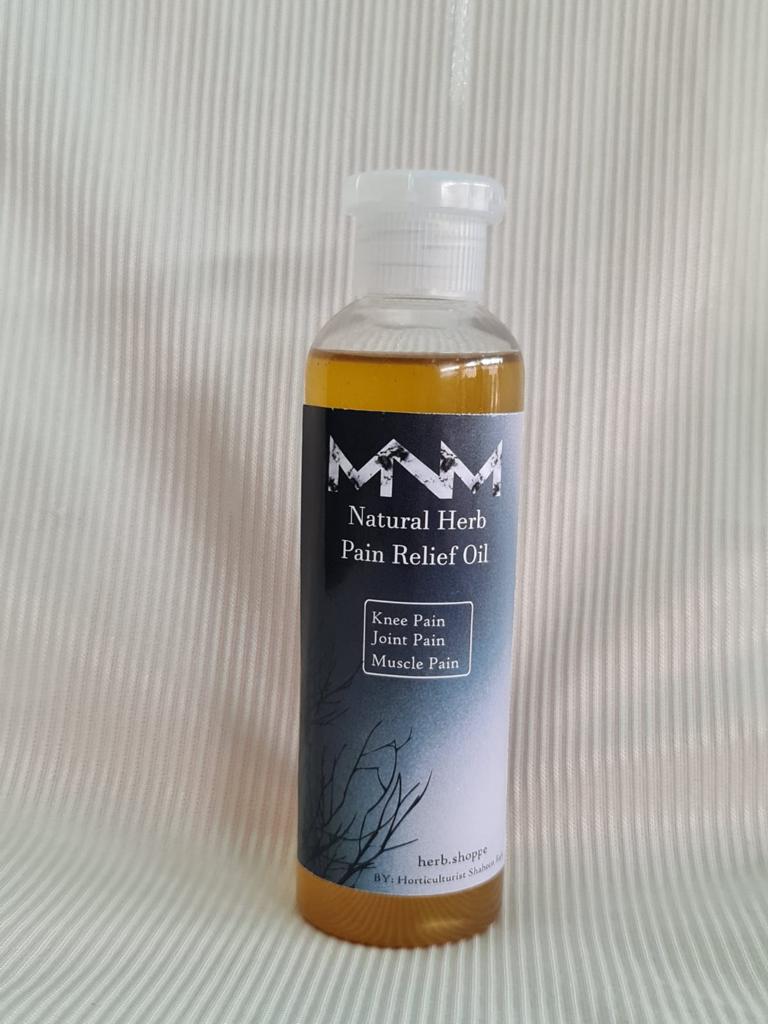 MNM
Natural Herb
Pain Relief Oil
Knee Pain
Joint Pain
Muscle Pain
herb.shoppe
BY: Horticulturist Shaheen